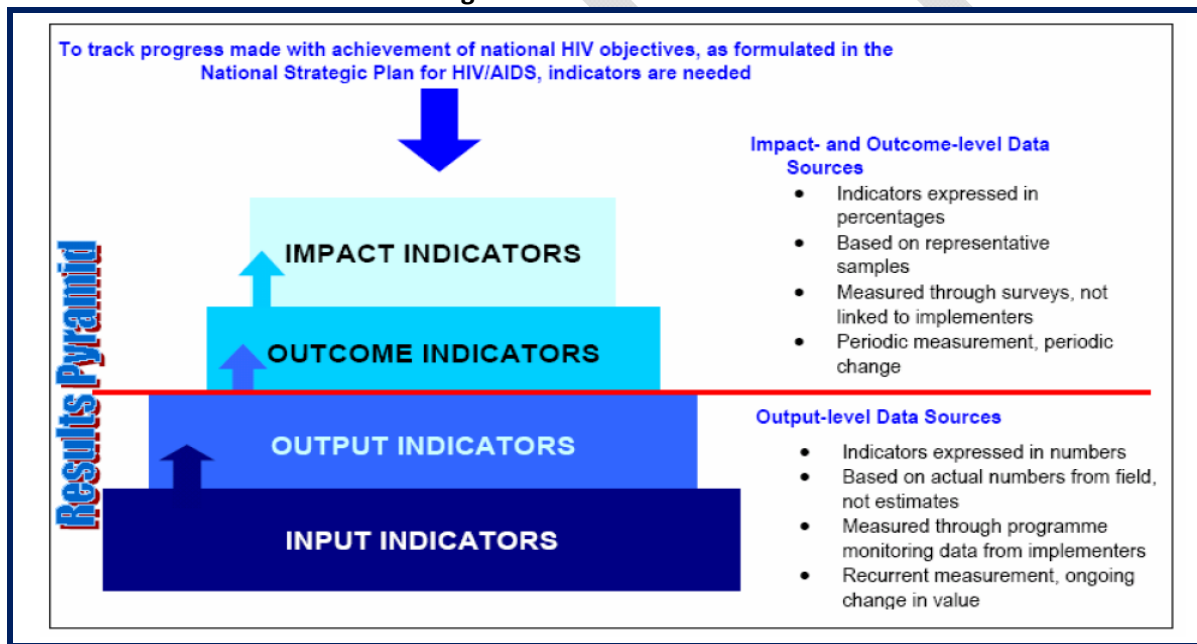 To track progress made with achievement of national HIV objectives, as formulated in the
National Strategic Plan for HIV/AIDS, indicators are needed
Results Pyramid
IMPACT INDICATORS
OUTCOME INDICATORS
OUTPUT INDICATORS
INPUT INDICATORS
Impact- and Outcome-level Data
Sources
• Indicators expressed in
percentages
• Based on representative
samples
• Measured through surveys, not
linked to implementers
• Periodic measurement, periodic
change
Output-level Data Sources
• Indicators expressed in numbers
• Based on actual numbers from field,
not estimates
• Measured through programme
monitoring data from implementers
• Recurrent measurement, ongoing
change in value